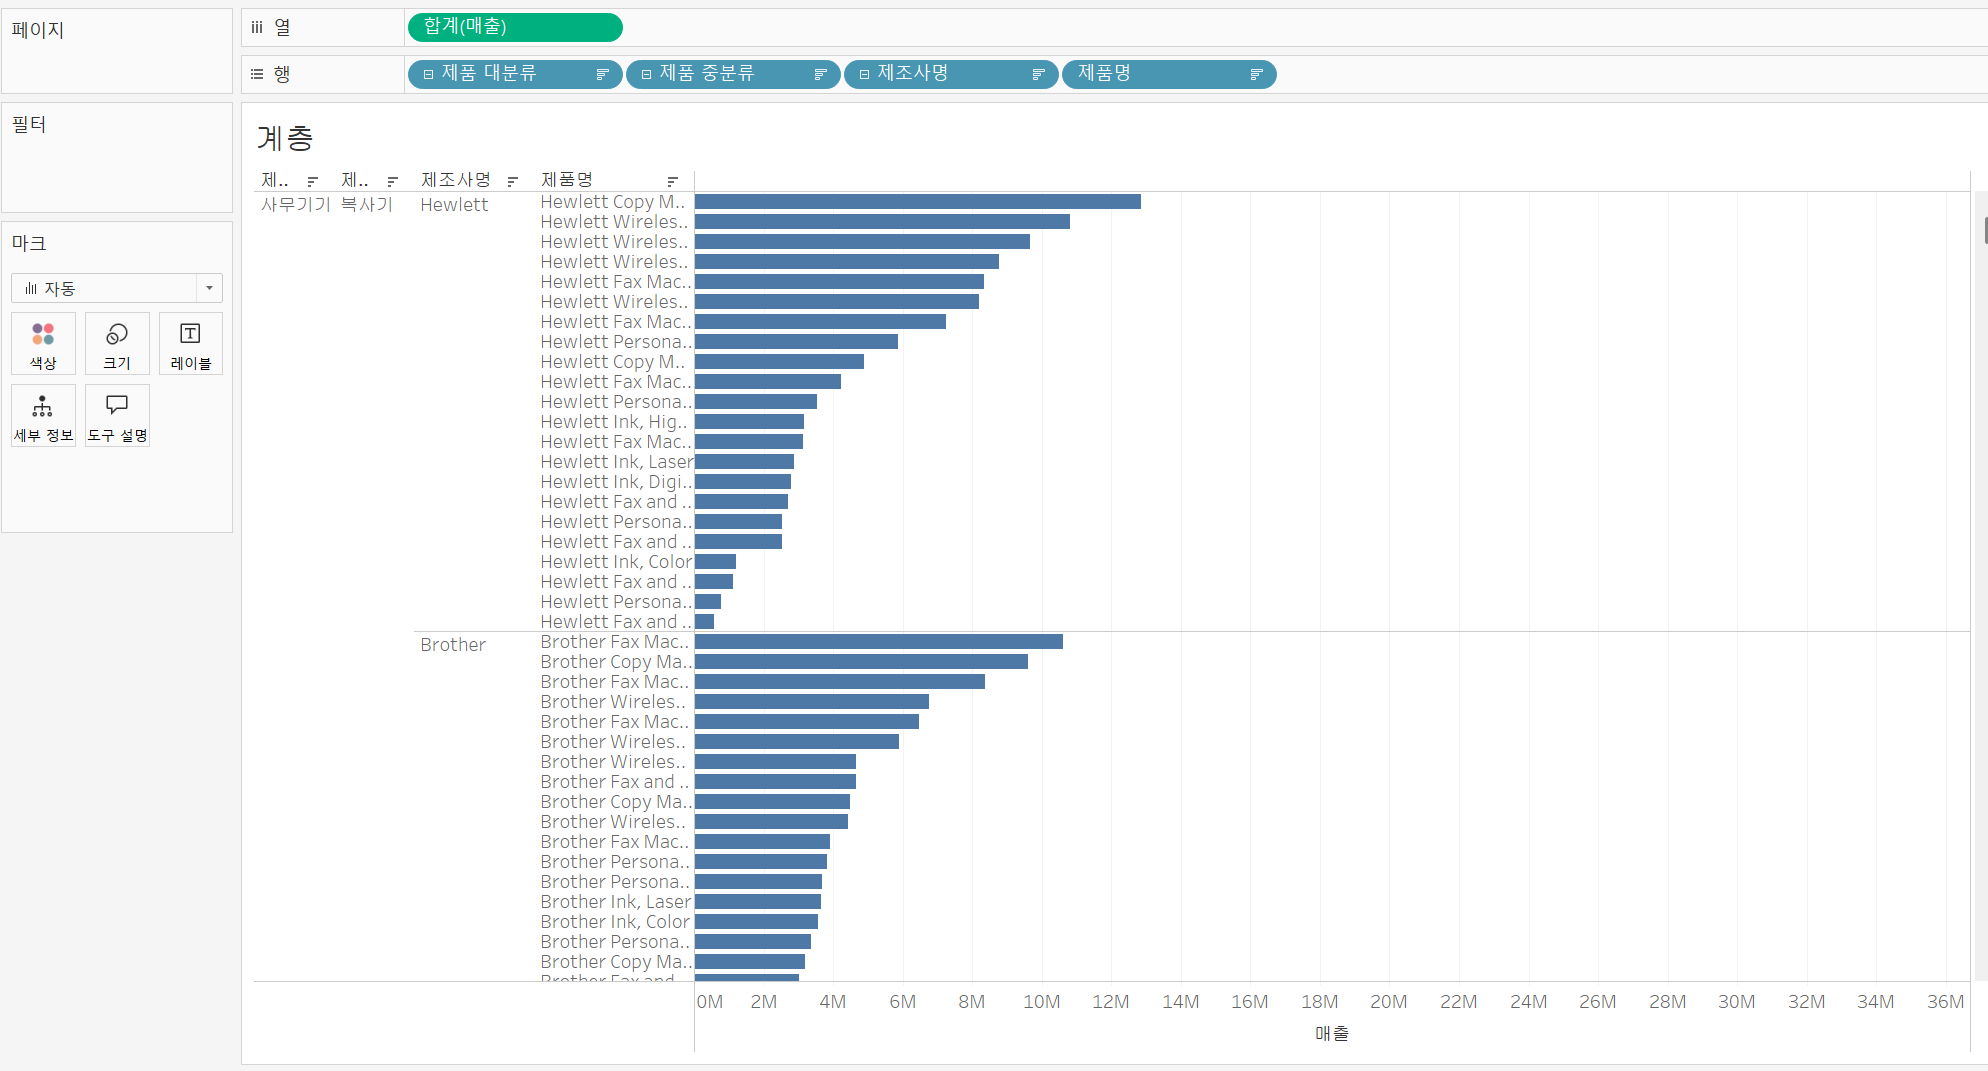 페이지
필터
마크
자동
색상
크기
레이블
세부 정보
도구 설명
열
합계(매출)
행
제품 대분류
제품 중분류
제조사명
제품명
계층
제..
제..
제조사명
제품명
사무기기
복사기
Hewlett
Hewlett Copy M..
Hewlett Wireles..
Hewlett Wireles..
Hewlett Wireles..
Hewlett Fax Mac..
Hewlett Wireles..
Hewlett Fax Mac..
Hewlett Persona..
Hewlett Copy M..
Hewlett Fax Mac..
Hewlett Persona..
Hewlett Ink, Hig..
Hewlett Fax Mac..
Hewlett Ink, Laser
Hewlett Ink, Digi..
Hewlett Fax and ..
Hewlett Persona..
Hewlett Fax and ..
Hewlett Ink, Color
Hewlett Fax and ..
Hewlett Persona..
Hewlett Fax and ..
Brother
Brother Fax Mac..
Brother Copy Ma..
Brother Fax Mac..
Brother Wireles..
Brother Fax Mac..
Brother Wireles..
Brother Wireles..
Brother Fax and ..
Brother Copy Ma..
Brother Wireles..
Brother Fax Mac..
Brother Persona..
Brother Persona..
Brother Ink, Laser
Brother Ink, Color
Brother Persona..
Brother Copy Ma..
Brother Fax and ..
0M 2M 4M 6M 8M 10M 12M 14M 16M 18M 20M 22M 24M 26M 28M 30M 32M 34M 36M
매출